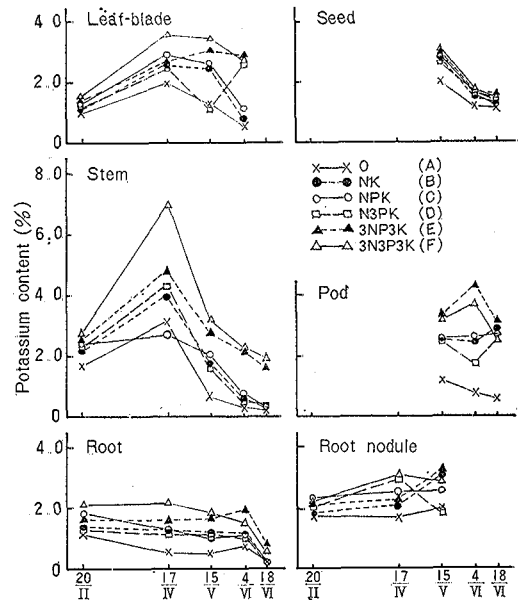 Leaf-blade
Seed
4.0
2.0
0
Stem
8.0
6.0
4.0
2.0
0
Potassium content (%)
O (A)
NK (B)
NPK (C)
N3PK (D)
3NP3K (E)
3N3P3K (F)
Pod
Root
Root nodule
4.0
2.0
0
20/II 17/IV 15/V 4/VI 18/VI
20/II 17/IV 15/V 4/VI 18/VI